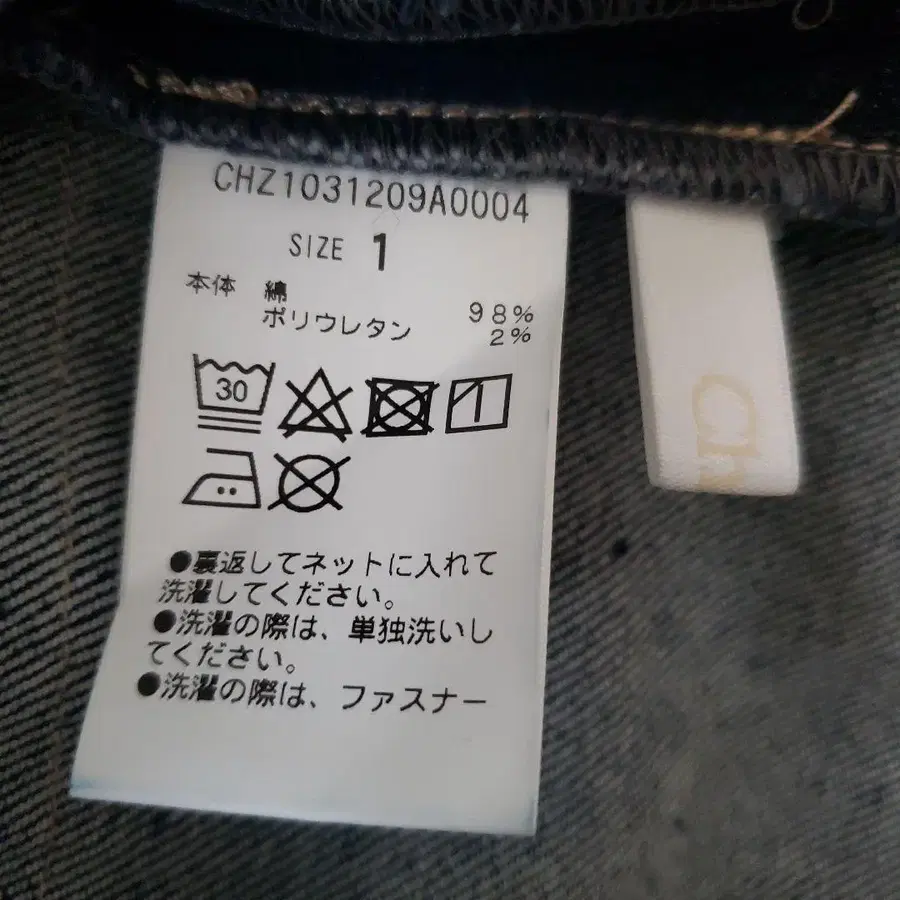 CHZ1031209A0004
SIZE 1
本体 綿 98%
ポリウレタン 2%
30
●裏返してネットに入れて
洗濯してください。
●洗濯の際は、単独洗いし
てください。
●洗濯の際は、ファスナー
Ch